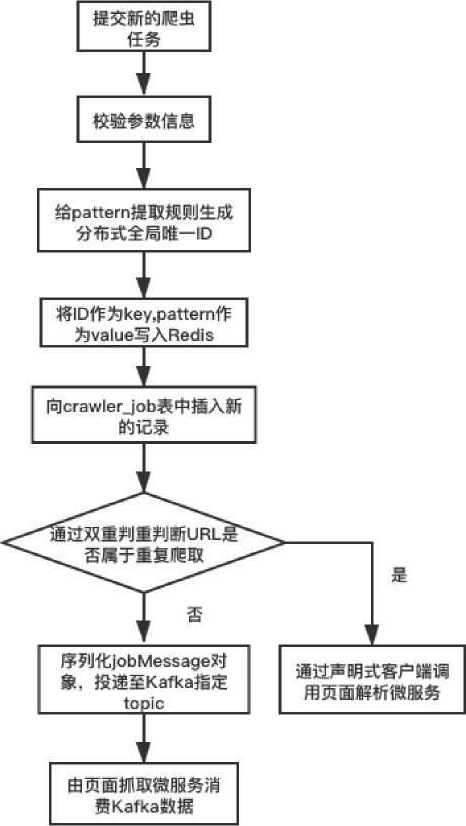 提交新的爬虫
任务
校验参数信息
给pattern提取规则生成
分布式全局唯一ID
将ID作为key,pattern作
为value写入Redis
向crawler_job表中插入新
的记录
通过双重判重判断URL是
否属于重复爬取
是
否
序列化jobMessage对
象，投递至Kafka指定
topic
通过声明式客户端调
用页面解析微服务
由页面抓取微服务消
费Kafka数据